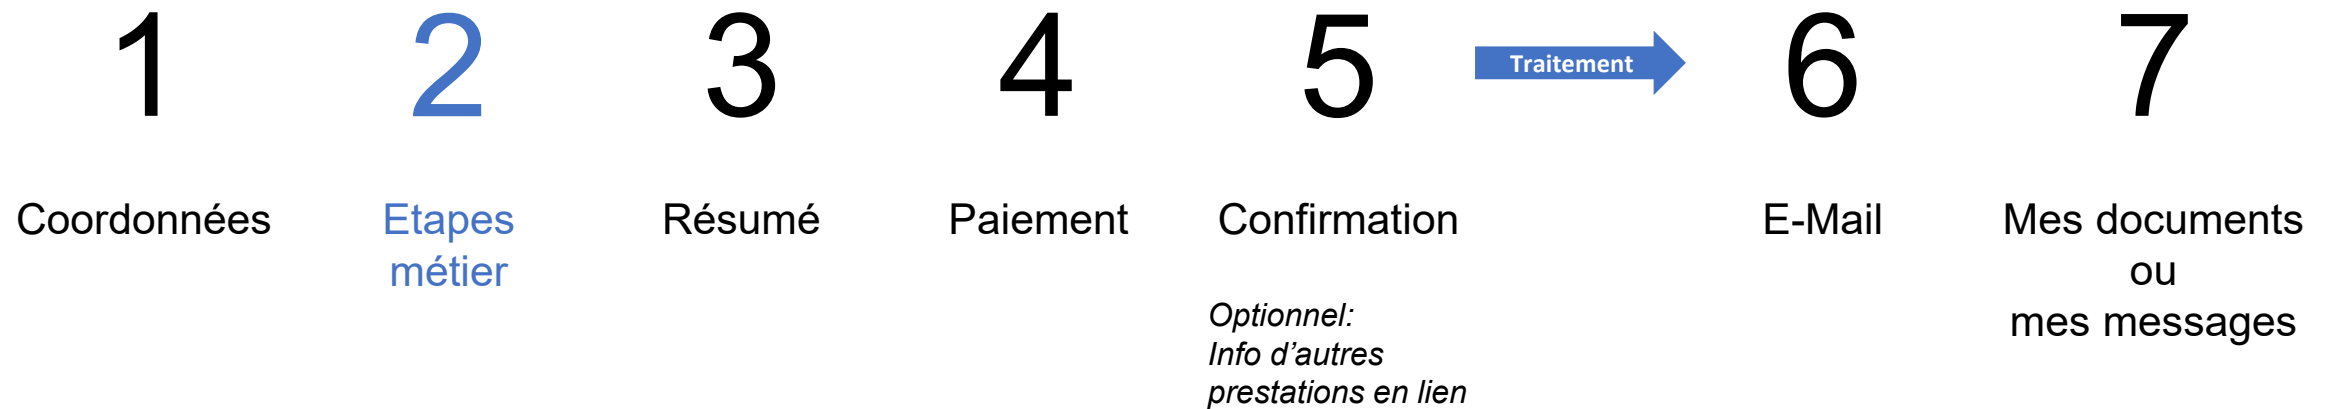 1
2
3
4
5
Traitement
6
7
Coordonnées
Etapes
métier
Résumé
Paiement
Confirmation
Optionnel:
Info d’autres
prestations en lien
E-Mail
Mes documents
ou
mes messages